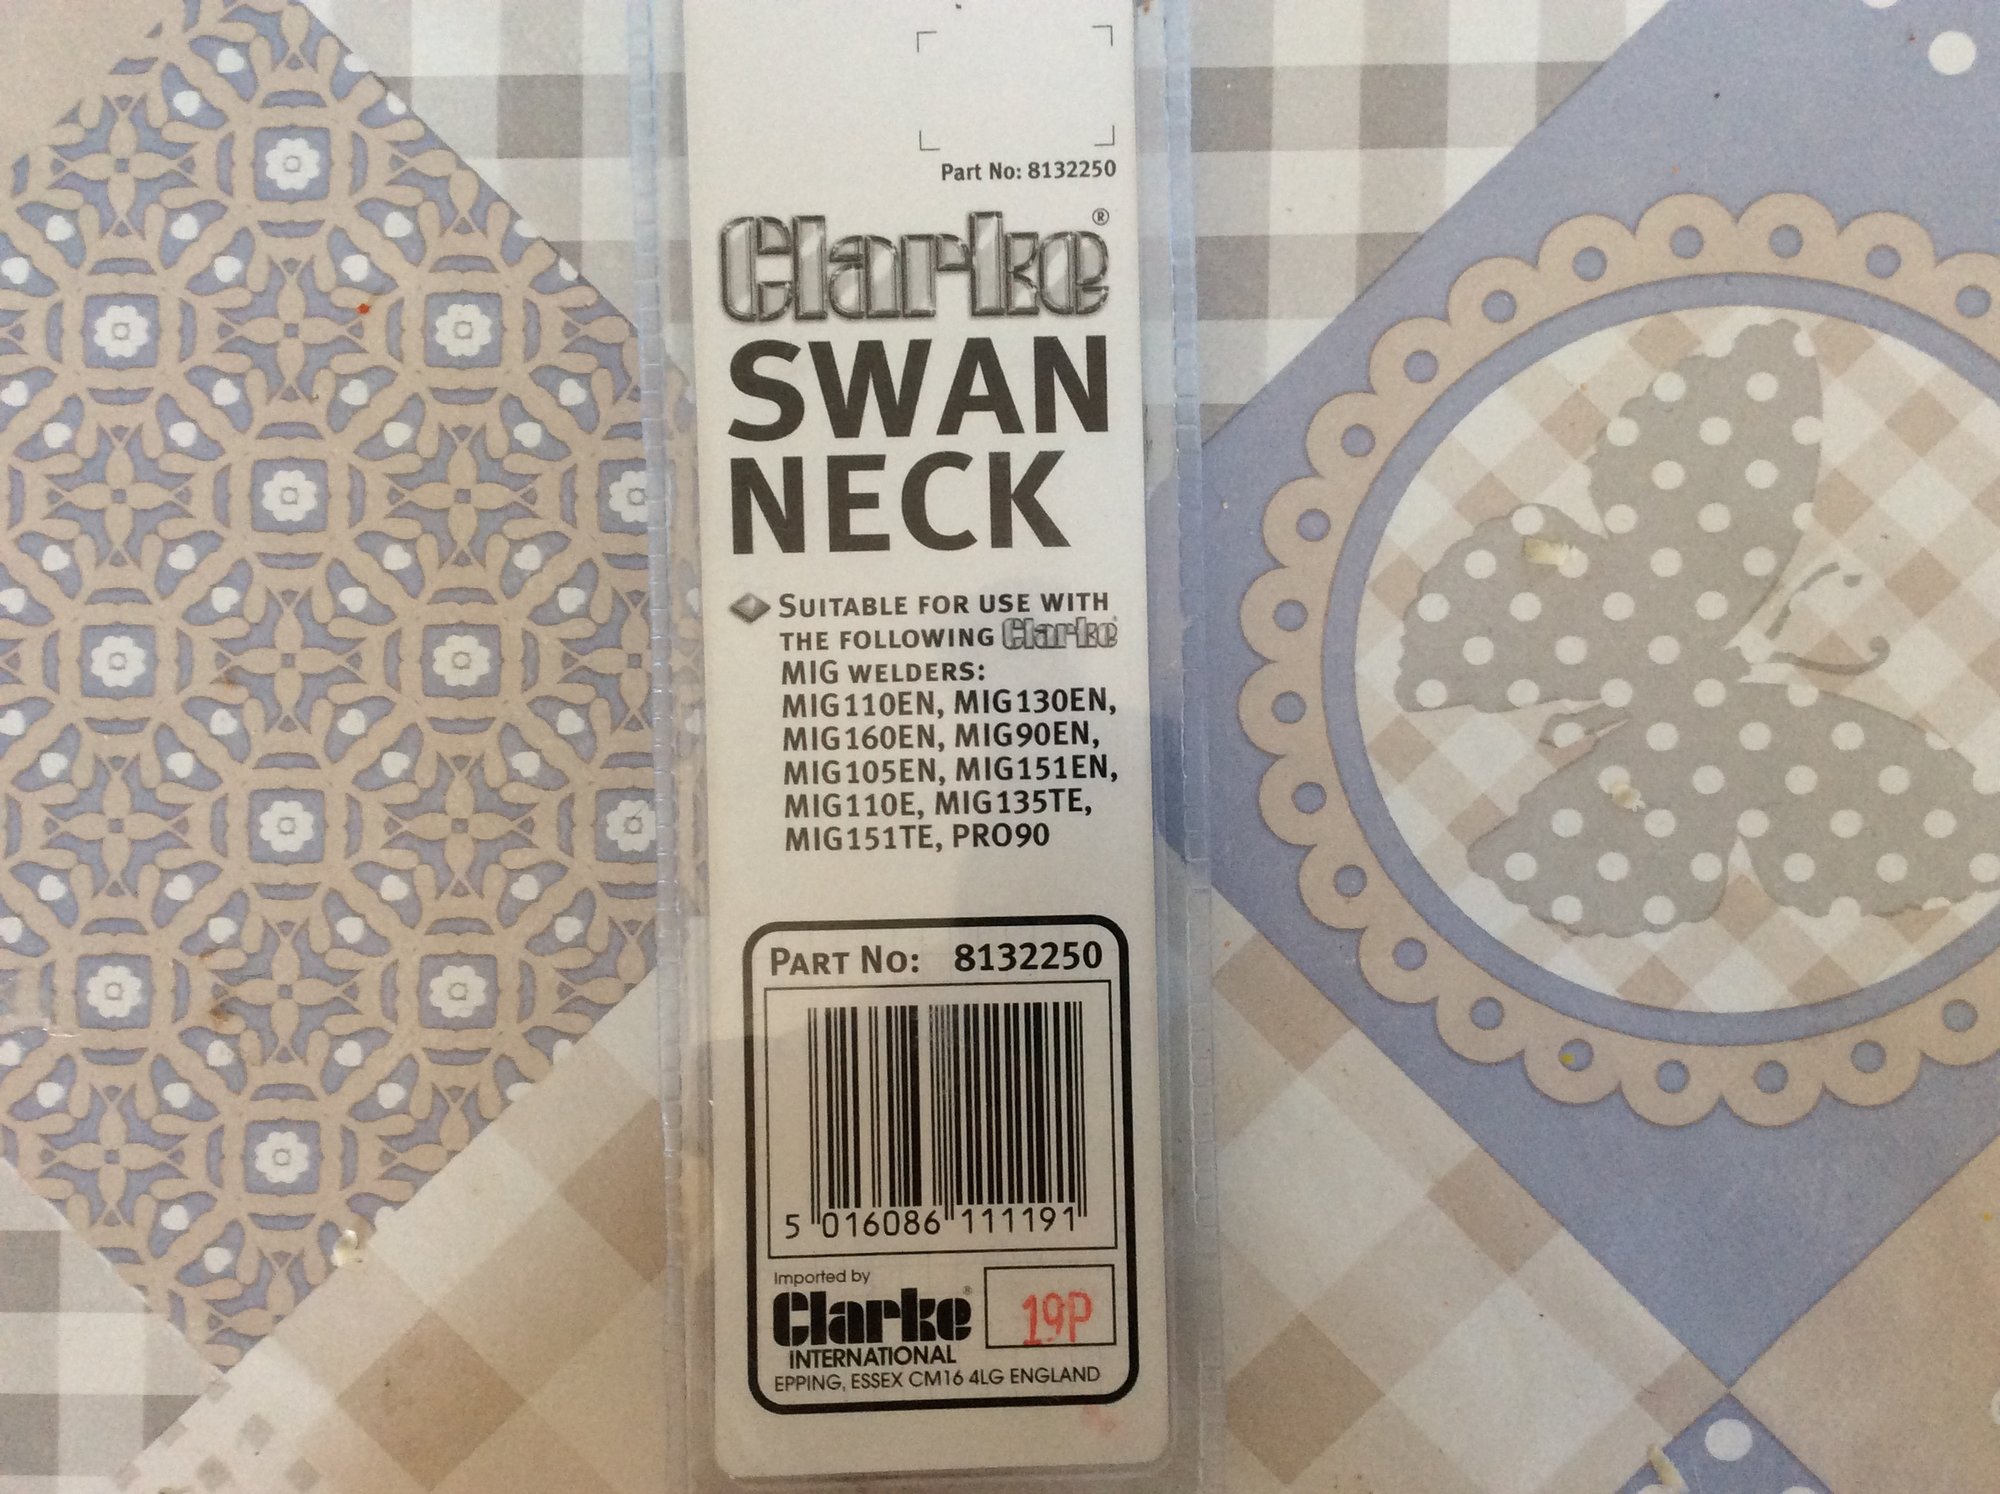 Part No: 8132250
Clarke®
SWAN
NECK
SUITABLE FOR USE WITH
THE FOLLOWING Clarke
MIG WELDERS:
MIG110EN, MIG130EN,
MIG160EN, MIG90EN,
MIG105EN, MIG151EN,
MIG110E, MIG135TE,
MIG151TE, PRO90
PART NO: 8132250
5 016086 111191
Imported by
Clarke®
INTERNATIONAL
19P
EPPING, ESSEX CM16 4LG ENGLAND